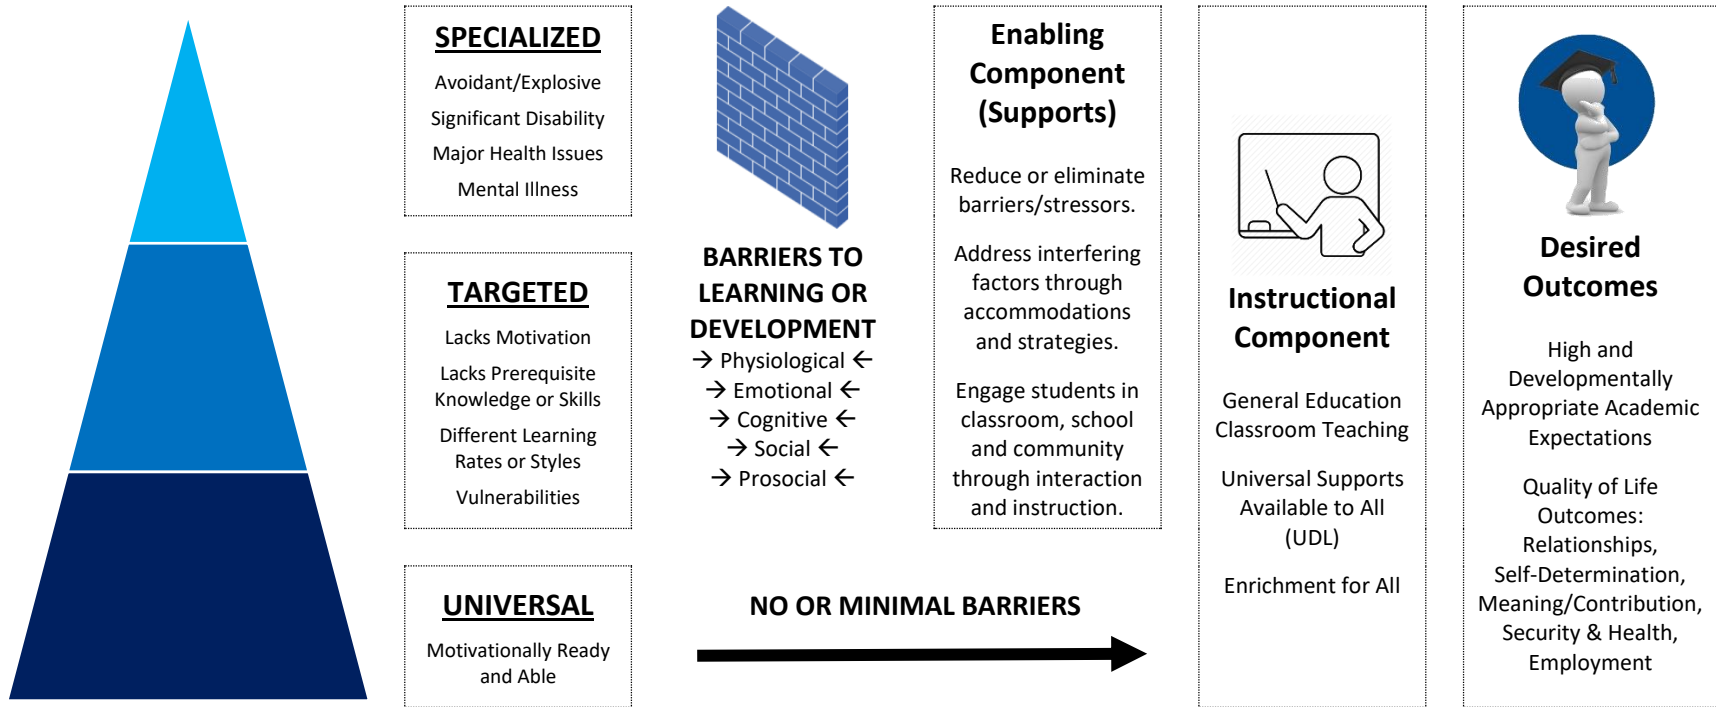 SPECIALIZED
Avoidant/Explosive
Significant Disability
Major Health Issues
Mental Illness
TARGETED
Lacks Motivation
Lacks Prerequisite
Knowledge or Skills
Different Learning
Rates or Styles
Vulnerabilities
UNIVERSAL
Motivationally Ready
and Able
BARRIERS TO
LEARNING OR
DEVELOPMENT
→ Physiological ←
→ Emotional ←
→ Cognitive ←
→ Social ←
→ Prosocial ←
NO OR MINIMAL BARRIERS
Enabling
Component
(Supports)
Reduce or eliminate
barriers/stressors.
Address interfering
factors through
accommodations
and strategies.
Engage students in
classroom, school
and community
through interaction
and instruction.
Instructional
Component
General Education
Classroom Teaching
Universal Supports
Available to All
(UDL)
Enrichment for All
Desired
Outcomes
High and
Developmentally
Appropriate Academic
Expectations
Quality of Life
Outcomes:
Relationships,
Self-Determination,
Meaning/Contribution,
Security & Health,
Employment